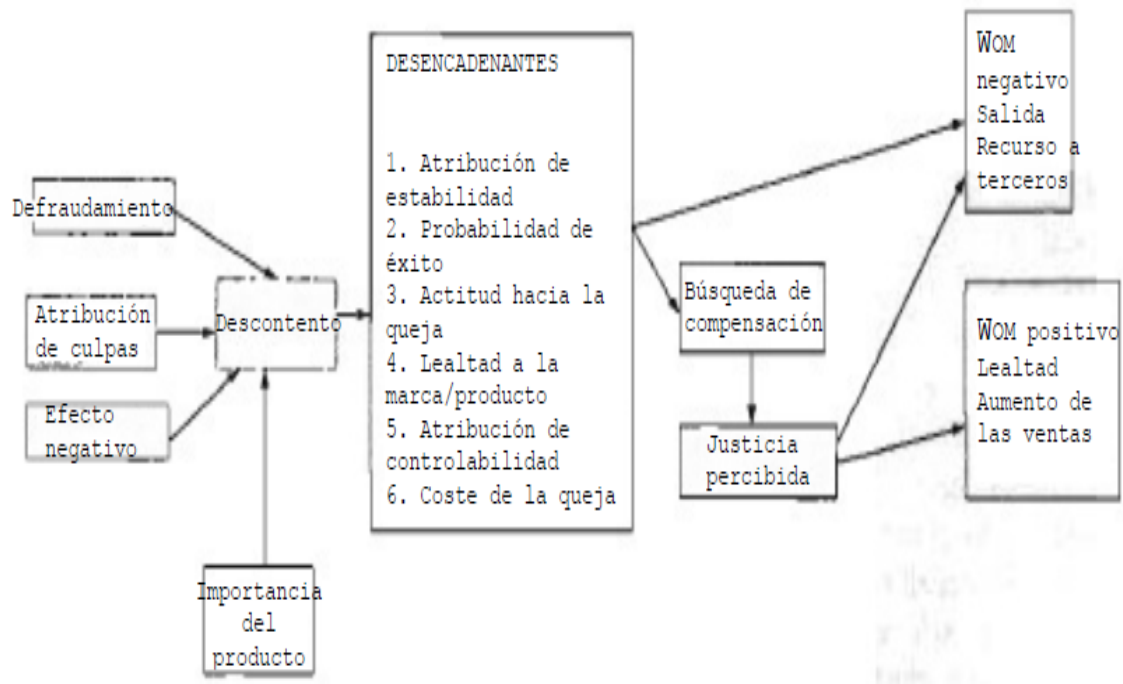 Defraudamiento
Atribución
de culpas
Efecto
negativo
Descontento
Importancia
del
producto
DESENCADENANTES
1. Atribución de
estabilidad
2. Probabilidad de
éxito
3. Actitud hacia la
queja
4. Lealtad a la
marca/producto
5. Atribución de
controlabilidad
6. Coste de la queja
Búsqueda de
compensación
Justicia
percibida
WOM
negativo
Salida
Recurso a
terceros
WOM positivo
Lealtad
Aumento de
las ventas